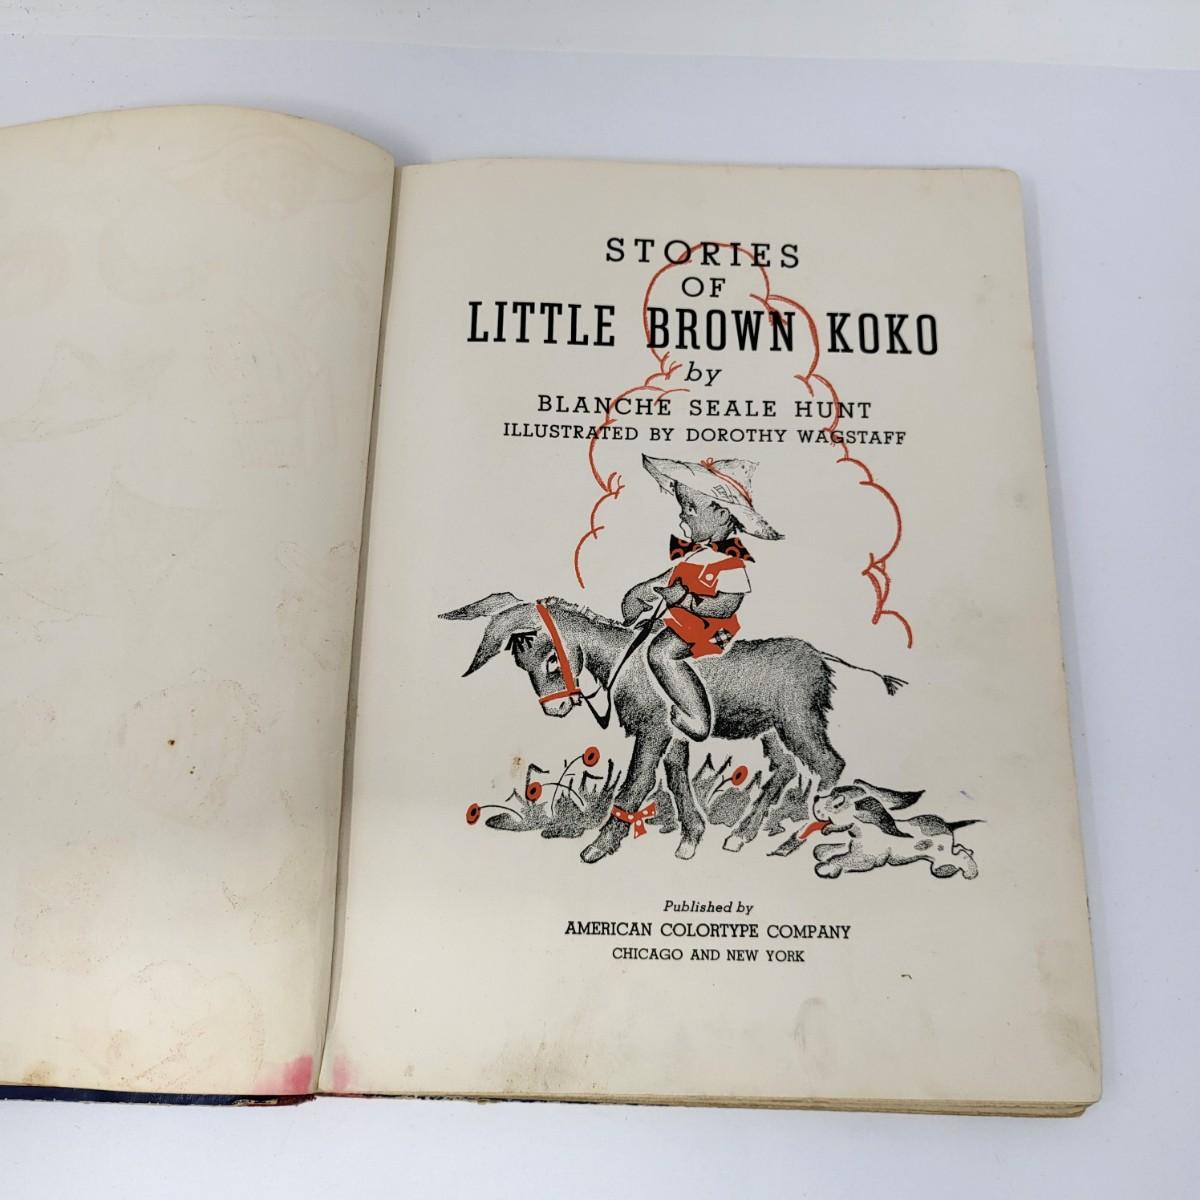 STORIES
OF
LITTLE BROWN KOKO
by
BLANCHE SEALE HUNT
ILLUSTRATED BY DOROTHY WAGSTAFF
Published by
AMERICAN COLORTYPE COMPANY
CHICAGO AND NEW YORK